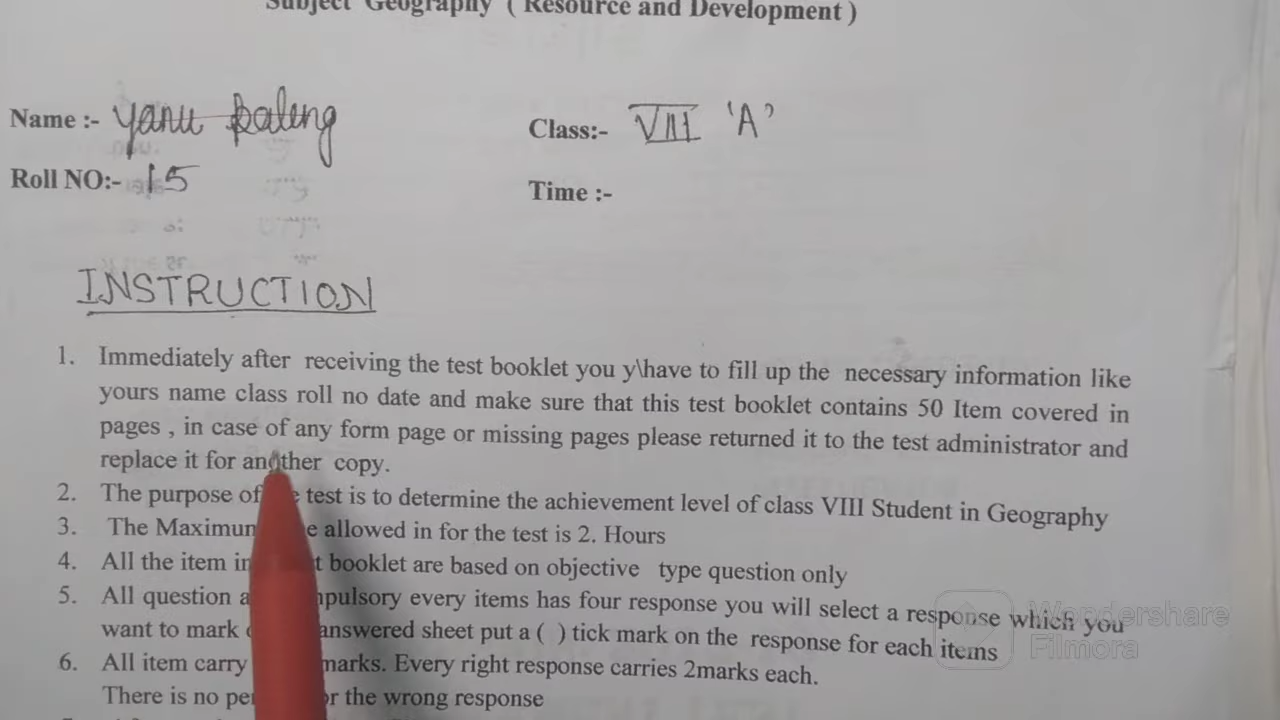 Subject Geography ( Resource and Development )
Name :- Yanu Paleng Class:- VIII 'A'
Roll NO:- 15 Time :-
INSTRUCTION
1. Immediately after receiving the test booklet you y\have to fill up the necessary information like
yours name class roll no date and make sure that this test booklet contains 50 Item covered in
pages , in case of any form page or missing pages please returned it to the test administrator and
replace it for another copy.
2. The purpose of test is to determine the achievement level of class VIII Student in Geography
3. The Maximum allowed in for the test is 2. Hours
4. All the item in booklet are based on objective type question only
5. All question every items has four response you will select a response which you
want to mark answered sheet put a ( ) tick mark on the response for each items
6. All item carry marks. Every right response carries 2marks each.
There is no the wrong response
Wondershare
Filmora